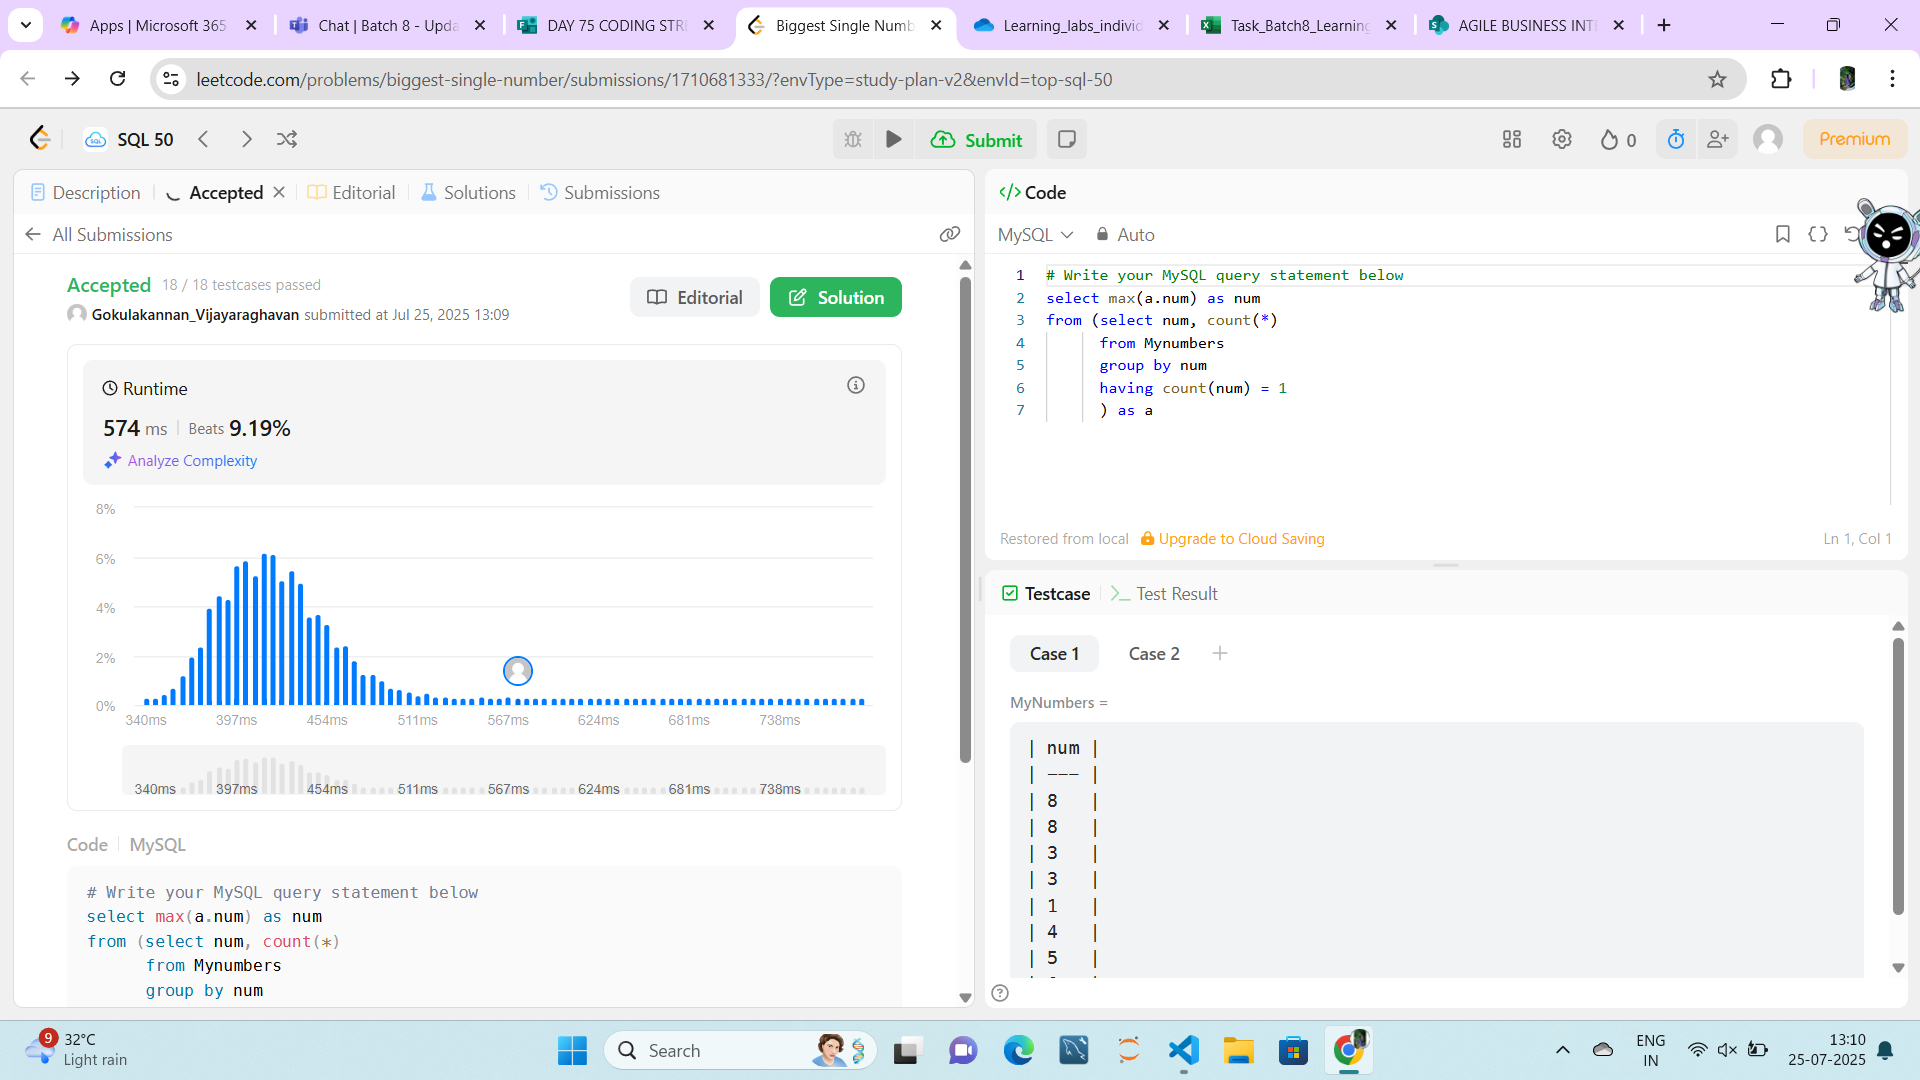 Apps | Microsoft 365
Chat | Batch 8 - Upda
DAY 75 CODING STRE
Biggest Single Numb
Learning_labs_individ
Task_Batch8_Learning
AGILE BUSINESS INTE
leetcode.com/problems/biggest-single-number/submissions/1710681333/?envType=study-plan-v2&envId=top-sql-50
SQL 50
Submit
0
Premium
Description
Accepted
Editorial
Solutions
Submissions
All Submissions
Accepted 18 / 18 testcases passed
Gokulakannan_Vijayaraghavan submitted at Jul 25, 2025 13:09
Editorial
Solution
Runtime
574 ms
Beats 9.19%
Analyze Complexity
8%
6%
4%
2%
0%
340ms 397ms 454ms 511ms 567ms 624ms 681ms 738ms
340ms 397ms 454ms 511ms 567ms 624ms 681ms 738ms
Code
MySQL
# Write your MySQL query statement below
select max(a.num) as num
from (select num, count(*)
from Mynumbers
group by num
</> Code
MySQL
Auto
1 # Write your MySQL query statement below
2 select max(a.num) as num
3 from (select num, count(*)
4 from Mynumbers
5 group by num
6 having count(num) = 1
7 ) as a
Restored from local
Upgrade to Cloud Saving
Ln 1, Col 1
Testcase
Test Result
Case 1
Case 2
MyNumbers =
| num |
| --- |
| 8 |
| 8 |
| 3 |
| 3 |
| 1 |
| 4 |
| 5 |
9
32°C
Light rain
Search
ENG
IN
13:10
25-07-2025